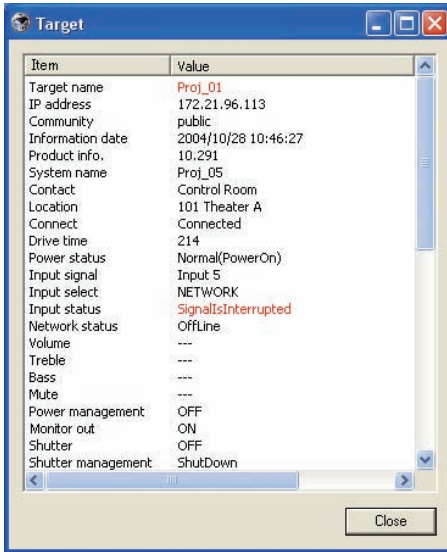 Target
Item Value
Target name Proj_01
IP address 172.21.96.113
Community public
Information date 2004/10/28 10:46:27
Product info. 10.291
System name Proj_05
Contact Control Room
Location 101 Theater A
Connect Connected
Drive time 214
Power status Normal(PowerOn)
Input signal Input 5
Input select NETWORK
Input status SignalIsInterrupted
Network status OffLine
Volume ---
Treble ---
Bass ---
Mute ---
Power management OFF
Monitor out ON
Shutter OFF
Shutter management ShutDown
Close